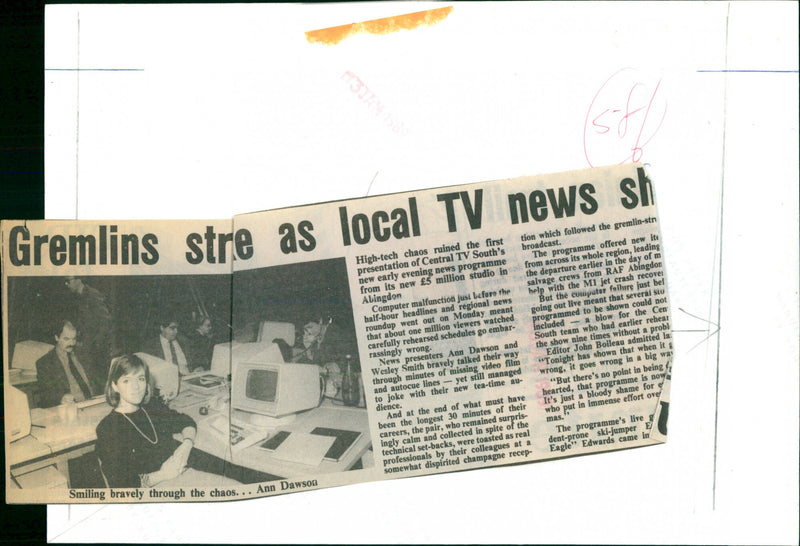 13 JAN 198
58/6
Gremlins stre as local TV news sh
High-tech chaos ruined the first
presentation of Central TV South's
new early evening news programme
from its new £5 million studio in
Abingdon
Computer malfunction just before the
half-hour headlines and regional news
roundup went out on Monday meant
that about one million viewers watched
carefully rehearsed schedules go embar-
rassingly wrong.
News presenters Ann Dawson and
Wesley Smith bravely talked their way
through minutes of missing video film
and autocue lines — yet still managed
to joke with their new tea-time au-
dience.
And at the end of what must have
been the longest 30 minutes of their
careers, the pair, who remained surpris-
ingly calm and collected in spite of the
technical set-backs, were toasted as real
professionals by their colleagues at a
somewhat dispirited champagne recep-
tion which followed the gremlin-stre
broadcast.
The programme offered new ite
from across its whole region, leading
the departure earlier in the day of m
salvage crews from RAF Abingdon
help with the M1 jet crash recover
But the computer failure just bef
going out live meant that several
programmed to be shown could not
included — a blow for the Cen
South team who had earlier rehear
the show nine times without a probl
Editor John Boileau admitted la
"Tonight has shown that when it g
wrong, it goes wrong in a big wa
"But there's no point in being
hearted, that programme is now
It's just a bloody shame for
who put in immense effort ove
mas."
The programme's live g
dent-prone ski-jumper E
Eagle" Edwards came in
Smiling bravely through the chaos... Ann Dawson